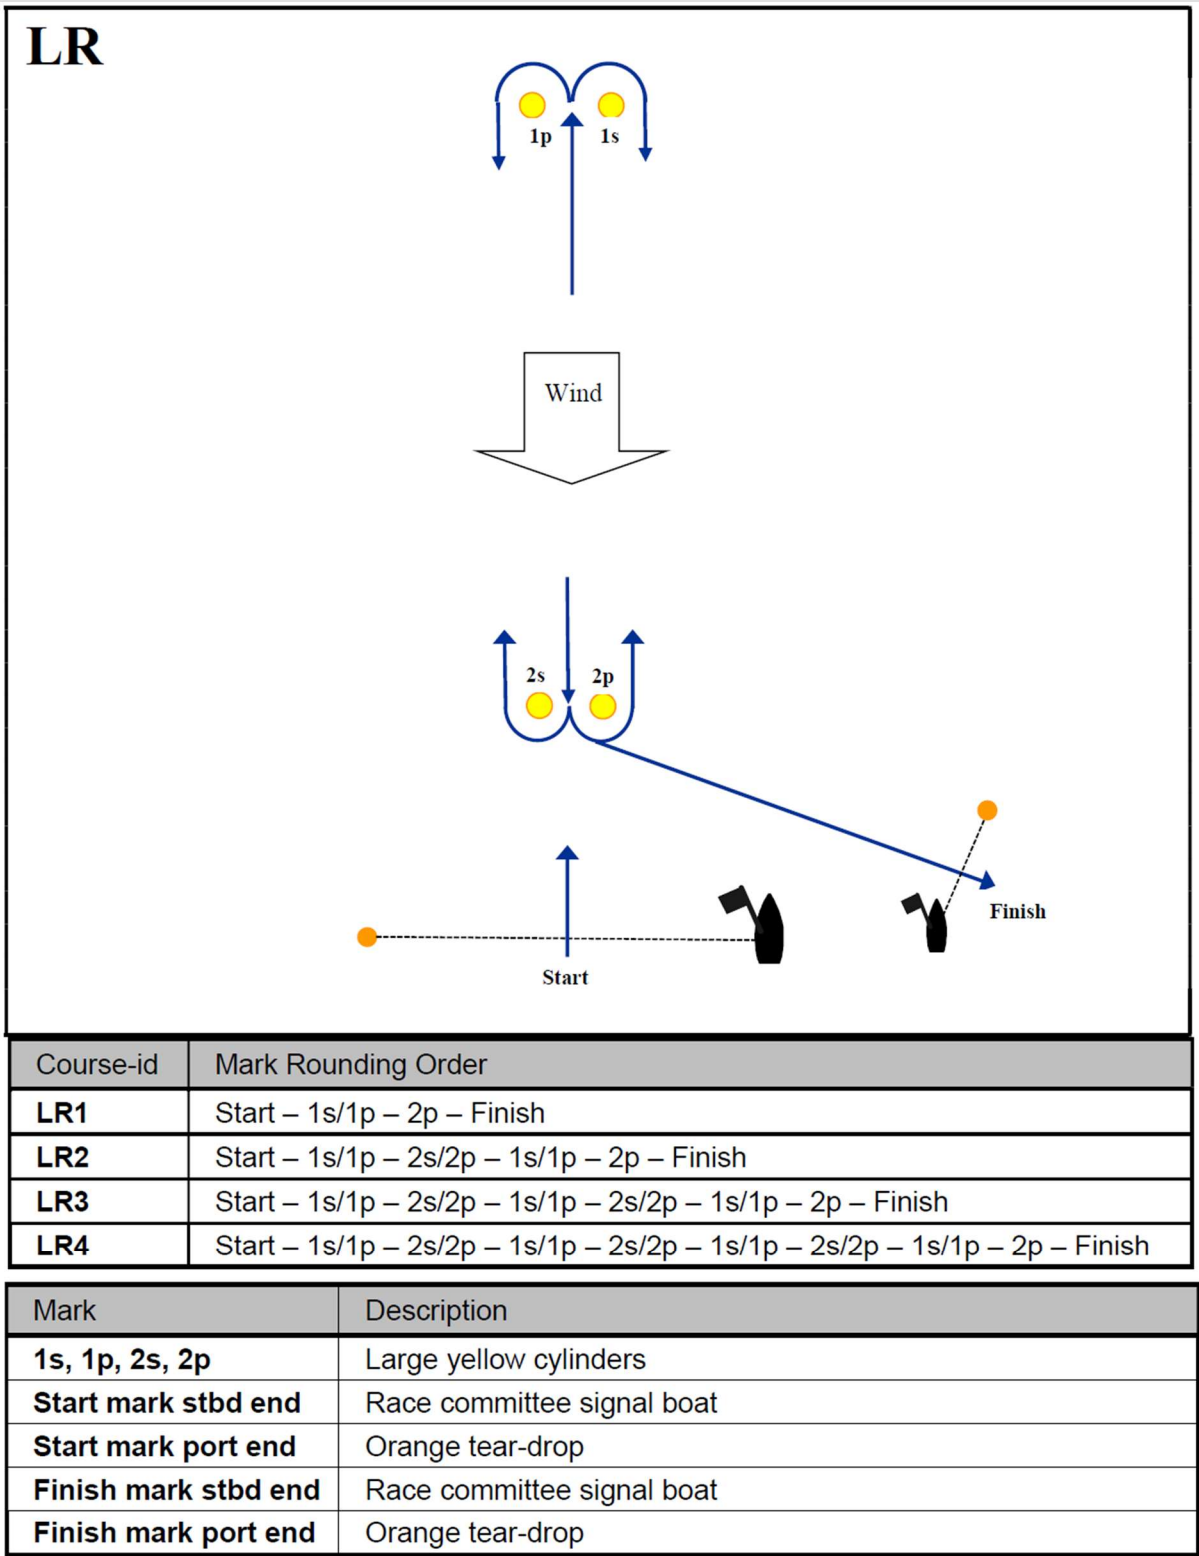 LR
1p
1s
Wind
2s
2p
Finish
Start
Course-id Mark Rounding Order
LR1 Start – 1s/1p – 2p – Finish
LR2 Start – 1s/1p – 2s/2p – 1s/1p – 2p – Finish
LR3 Start – 1s/1p – 2s/2p – 1s/1p – 2s/2p – 1s/1p – 2p – Finish
LR4 Start – 1s/1p – 2s/2p – 1s/1p – 2s/2p – 1s/1p – 2s/2p – 1s/1p – 2p – Finish
Mark Description
1s, 1p, 2s, 2p Large yellow cylinders
Start mark stbd end Race committee signal boat
Start mark port end Orange tear-drop
Finish mark stbd end Race committee signal boat
Finish mark port end Orange tear-drop